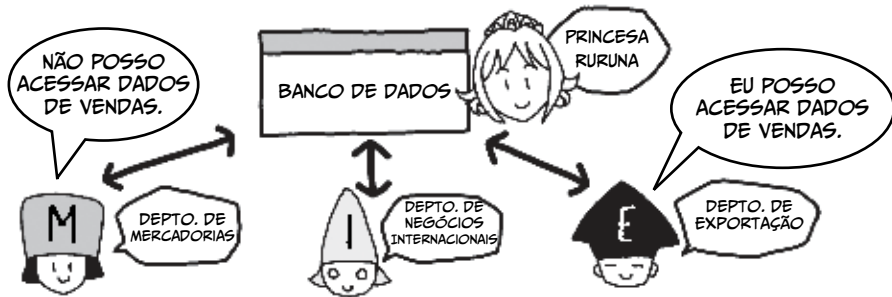 NÃO POSSO
ACESSAR DADOS
DE VENDAS.
BANCO DE DADOS
PRINCESA
RURUNA
EU POSSO
ACESSAR DADOS
DE VENDAS.
M
DEPTO. DE
MERCADORIAS
I
DEPTO. DE
NEGÓCIOS
INTERNACIONAIS
E
DEPTO. DE
EXPORTAÇÃO